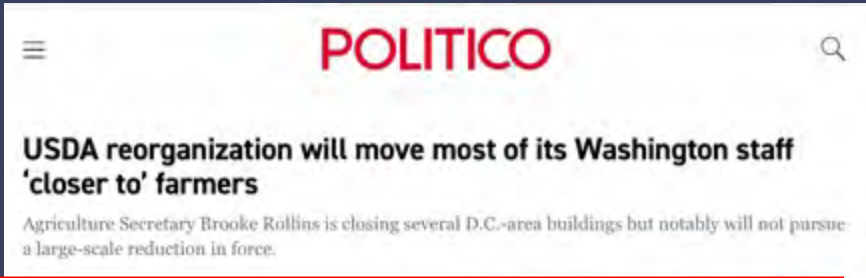 POLITICO
USDA reorganization will move most of its Washington staff
‘closer to’ farmers
Agriculture Secretary Brooke Rollins is closing several D.C.-area buildings but notably will not pursue
a large-scale reduction in force.